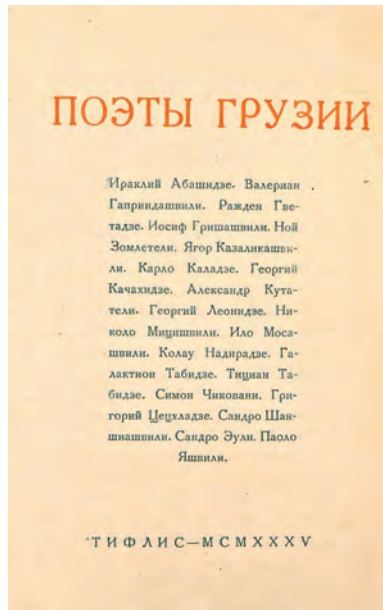 ПОЭТЫ ГРУЗИИ
Ираклий Абашидзе. Валериан
Гаприндашвили. Ражден Гве-
тадзе. Иосиф Гришашвили. Ной
Зомлетели. Ягор Казаликашви-
ли. Карло Каладзе. Георгий
Качахидзе. Александр Кута-
тели. Георгий Леонидзе. Ни-
коло Мицишвили. Ило Моса-
швили. Колау Надирадзе. Га-
лактион Табидзе. Тициан Та-
бидзе. Симон Чиковани. Гри-
горий Цецхладзе. Сандро Шан-
шиашвили. Сандро Эули. Паоло
Яшвили.
ТИФЛИС—MCMXXXV